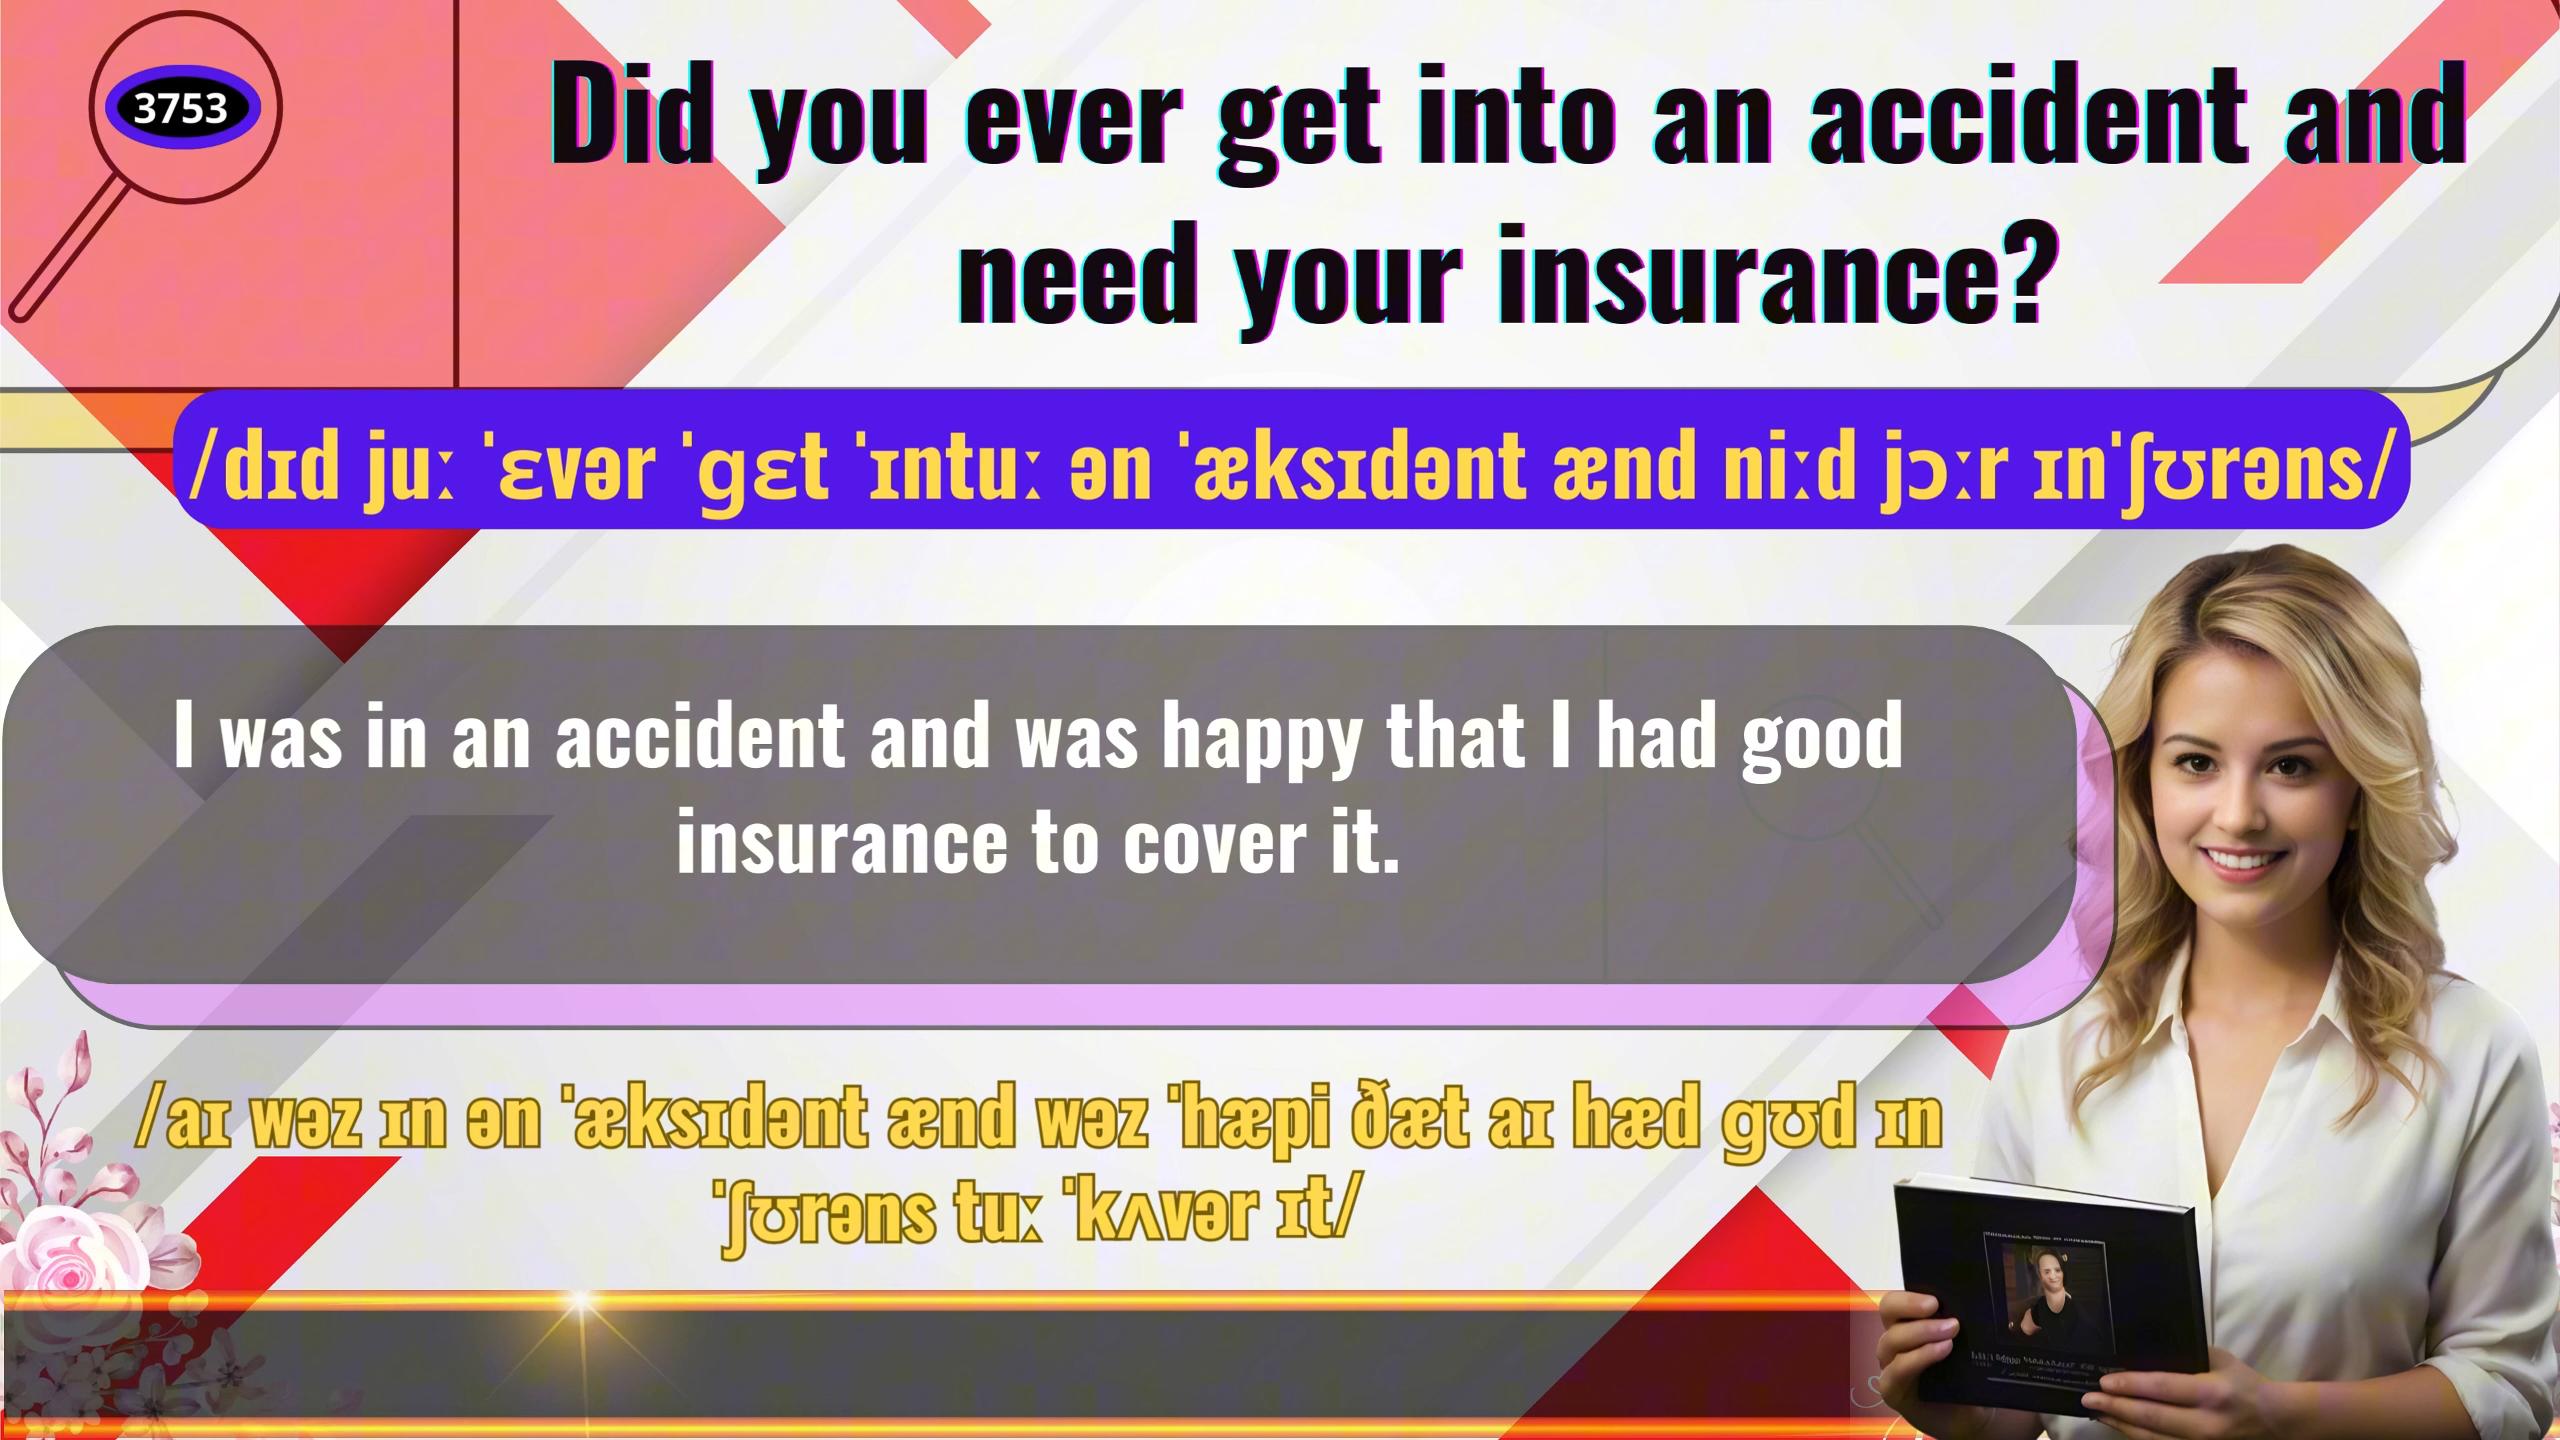 3753
Did you ever get into an accident and
need your insurance?
/dɪd juː ˈɛvər ˈɡɛt ˈɪntuː ən ˈæksɪdənt ænd niːd jɔːr ɪnˈʃʊrəns/
I was in an accident and was happy that I had good
insurance to cover it.
/aɪ wəz ɪn ən ˈæksɪdənt ænd wəz ˈhæpi ðæt aɪ hæd ɡʊd ɪn
ˈʃʊrəns tuː ˈkʌvər ɪt/